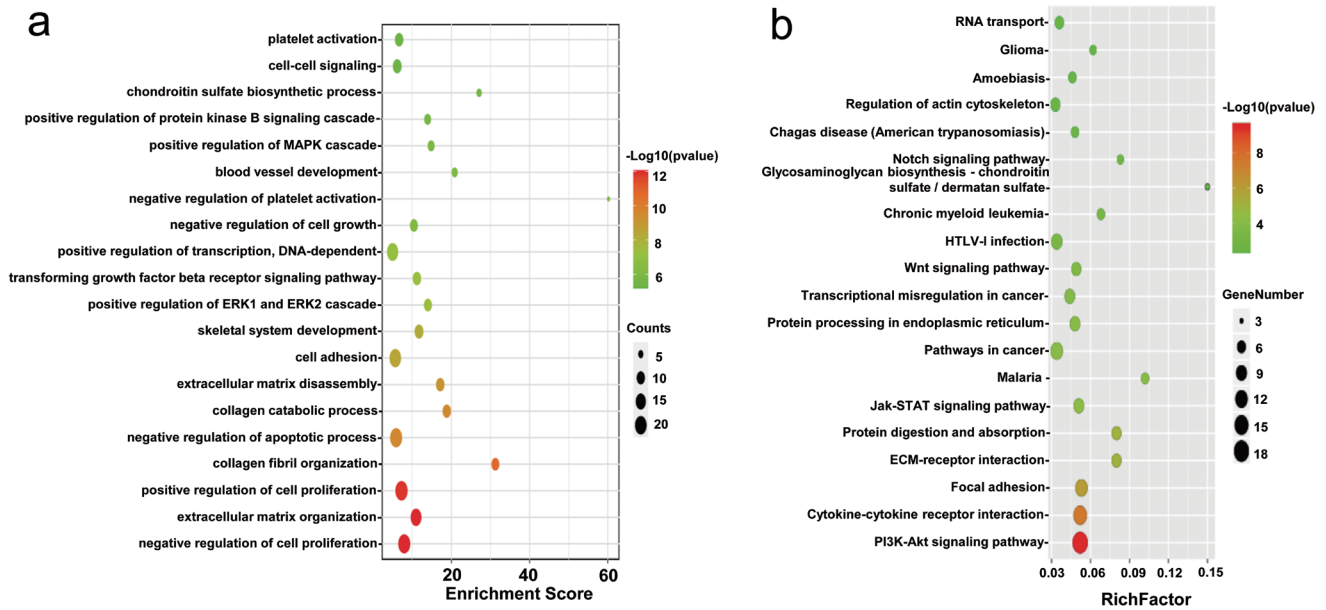 a
platelet activation
cell-cell signaling
chondroitin sulfate biosynthetic process
positive regulation of protein kinase B signaling cascade
positive regulation of MAPK cascade
blood vessel development
negative regulation of platelet activation
negative regulation of cell growth
positive regulation of transcription, DNA-dependent
transforming growth factor beta receptor signaling pathway
positive regulation of ERK1 and ERK2 cascade
skeletal system development
cell adhesion
extracellular matrix disassembly
collagen catabolic process
negative regulation of apoptotic process
collagen fibril organization
positive regulation of cell proliferation
extracellular matrix organization
negative regulation of cell proliferation
20 40 60
Enrichment Score
-Log10(pvalue)
12
10
8
6
Counts
5
10
15
20
b
RNA transport
Glioma
Amoebiasis
Regulation of actin cytoskeleton
Chagas disease (American trypanosomiasis)
Notch signaling pathway
Glycosaminoglycan biosynthesis - chondroitin
sulfate / dermatan sulfate
Chronic myeloid leukemia
HTLV-I infection
Wnt signaling pathway
Transcriptional misregulation in cancer
Protein processing in endoplasmic reticulum
Pathways in cancer
Malaria
Jak-STAT signaling pathway
Protein digestion and absorption
ECM-receptor interaction
Focal adhesion
Cytokine-cytokine receptor interaction
PI3K-Akt signaling pathway
0.03 0.06 0.09 0.12 0.15
RichFactor
-Log10(pvalue)
8
6
4
GeneNumber
3
6
9
12
15
18